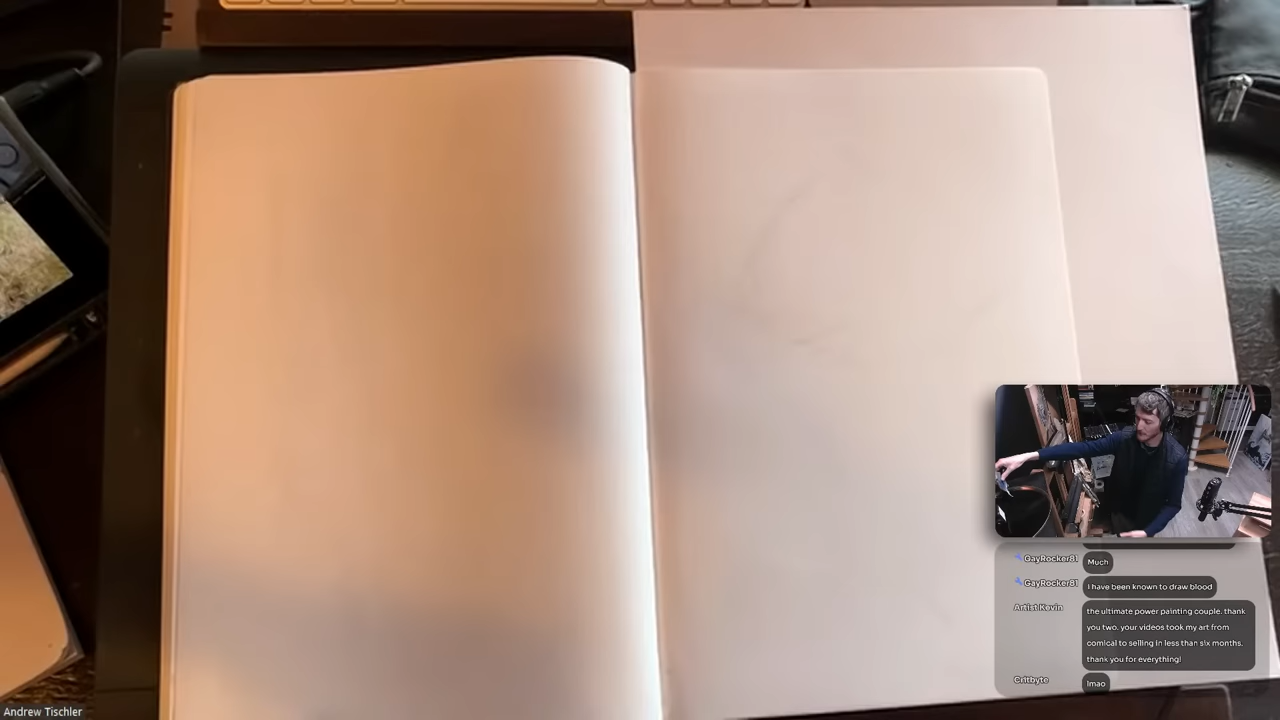 GayRocker81 Much
GayRocker81 I have been known to draw blood
Artist Kevin the ultimate power painting couple. thank
you two. your videos took my art from
comical to selling in less than six months.
thank you for everything!
Critbyte lmao
Andrew Tischler